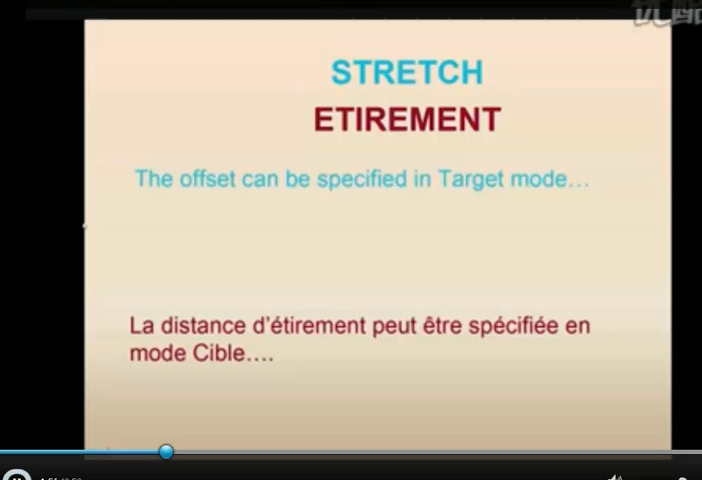 STRETCH
ETIREMENT
The offset can be specified in Target mode…
La distance d'étirement peut être spécifiée en
mode Cible….